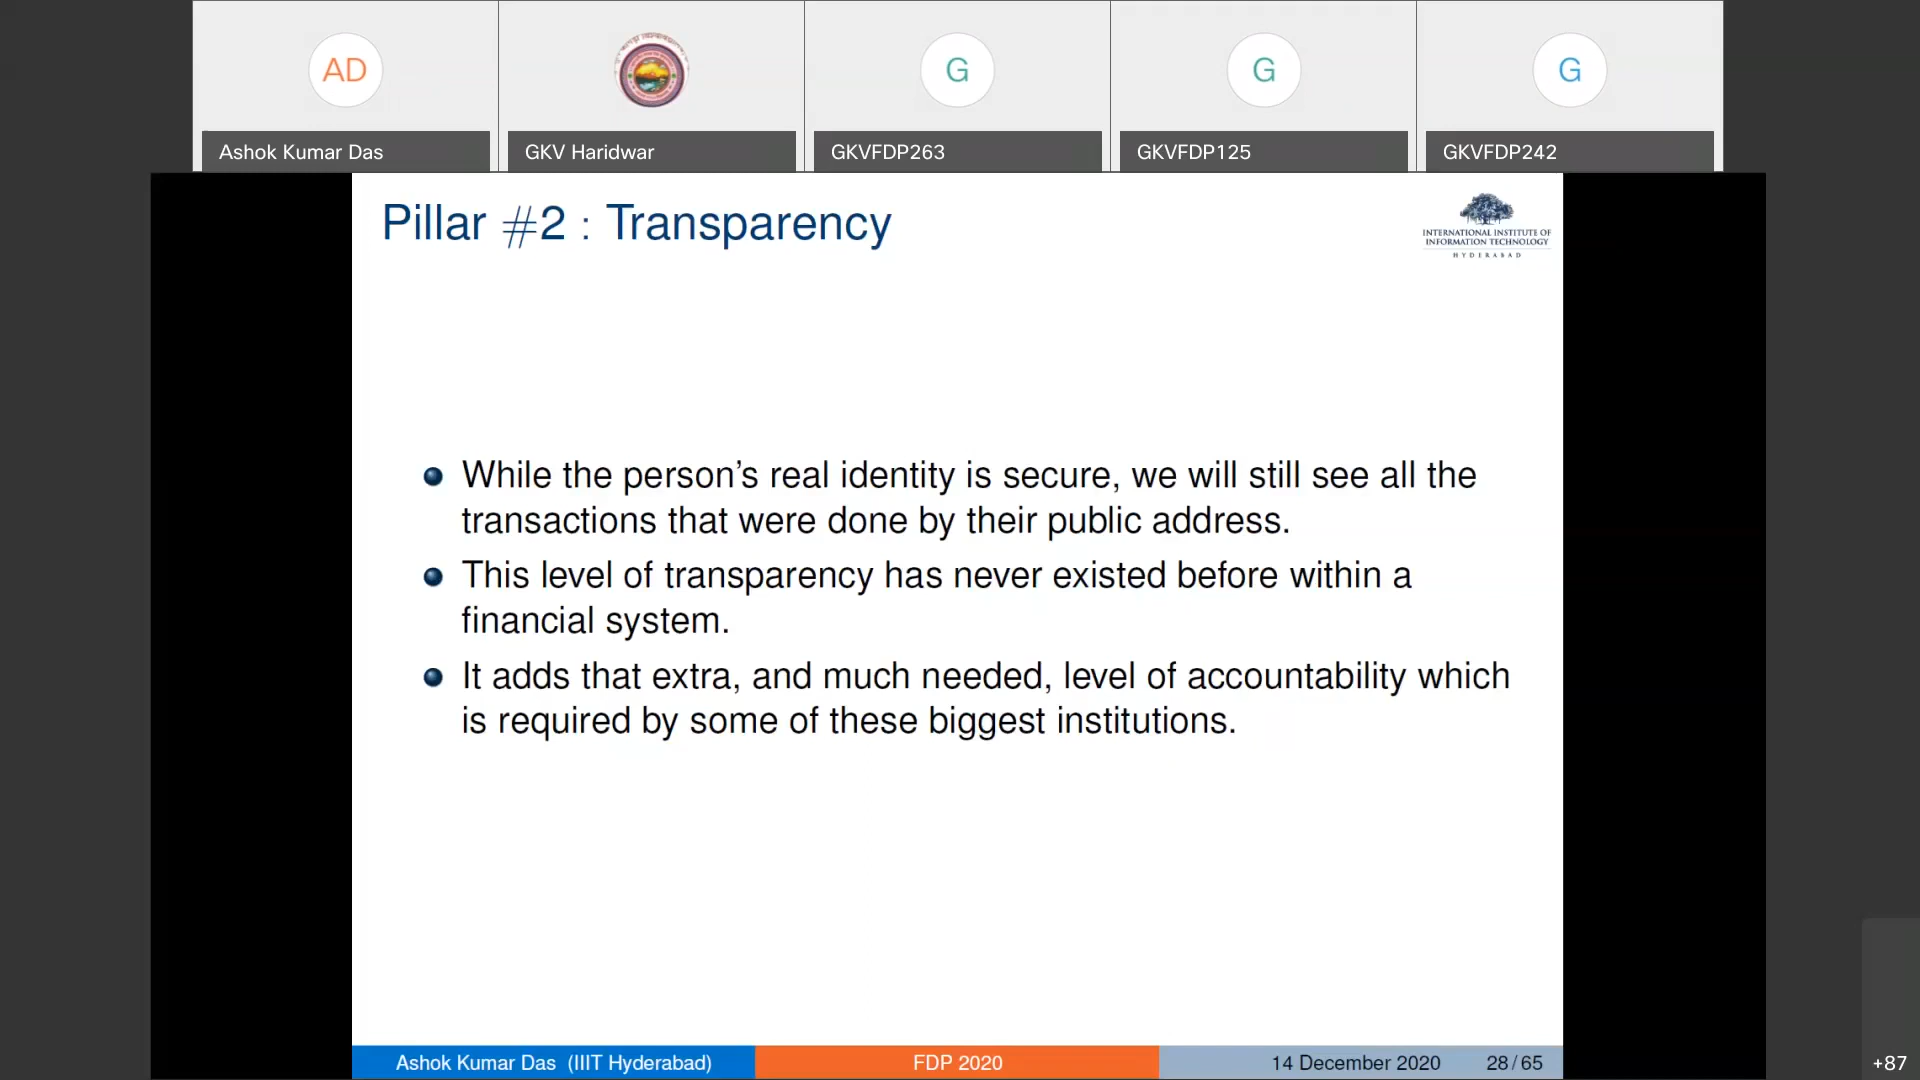 AD
G
G
G
Ashok Kumar Das
GKV Haridwar
GKVFDP263
GKVFDP125
GKVFDP242
Pillar #2 : Transparency
INTERNATIONAL INSTITUTE OF
INFORMATION TECHNOLOGY
HYDERABAD
While the person's real identity is secure, we will still see all the
transactions that were done by their public address.
This level of transparency has never existed before within a
financial system.
It adds that extra, and much needed, level of accountability which
is required by some of these biggest institutions.
Ashok Kumar Das (IIIT Hyderabad)
FDP 2020
14 December 2020
28/65
+87